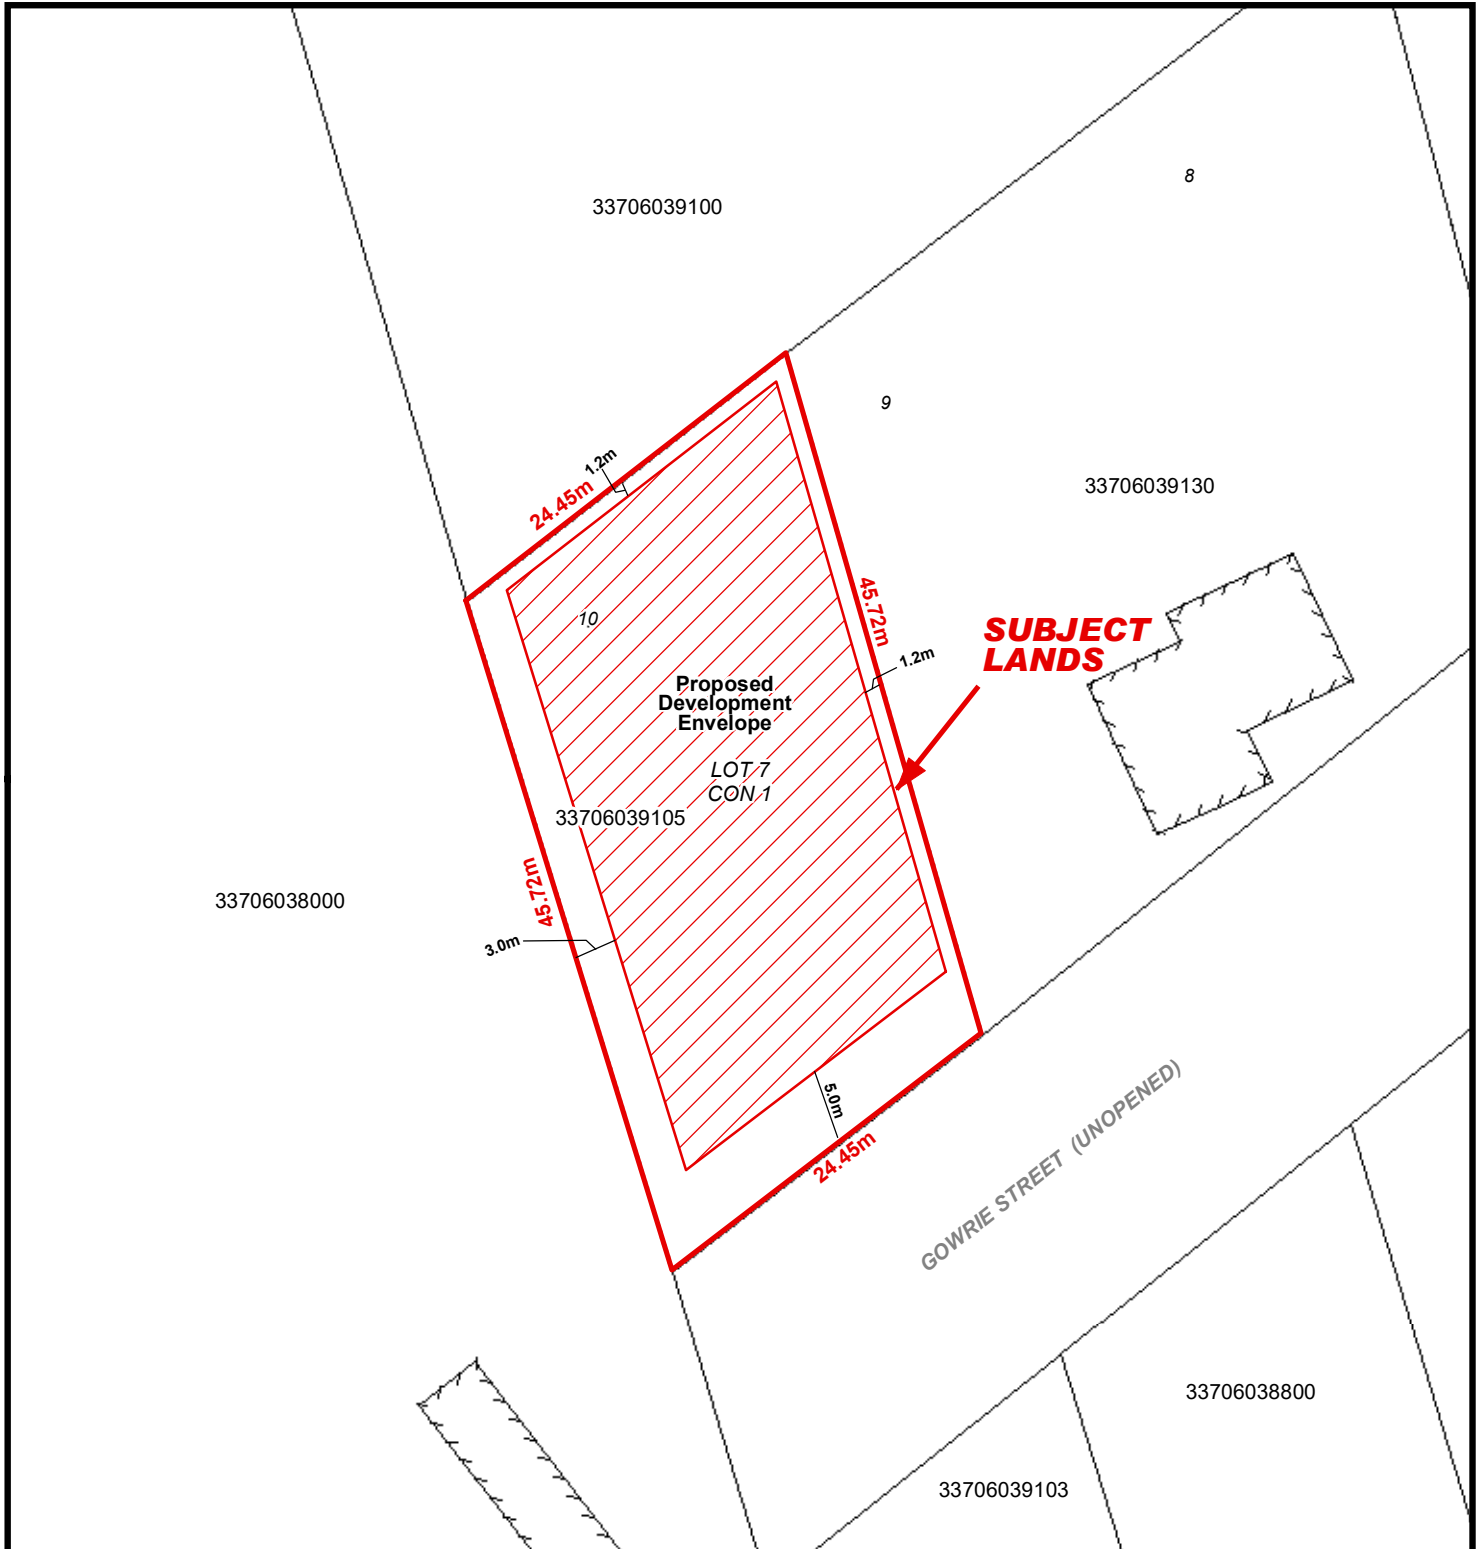 8
33706039100
9
1.2m
33706039130
24.45m
45.72m
10
SUBJECT
LANDS
1.2m
Proposed
Development
Envelope
LOT 7
CON 1
33706039105
45.72m
33706038000
3.0m
5.0m
24.45m
GOWRIE STREET (UNOPENED)
33706038800
33706039103